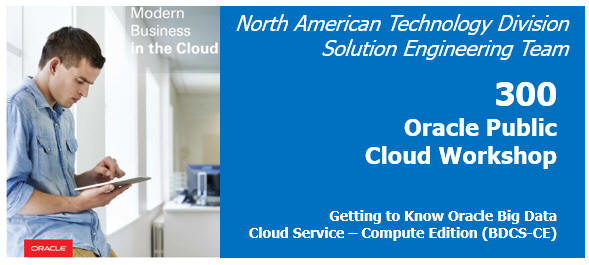 Modern
Business
in the Cloud
ORACLE
North American Technology Division
Solution Engineering Team
300
Oracle Public
Cloud Workshop
Getting to Know Oracle Big Data
Cloud Service – Compute Edition (BDCS-CE)